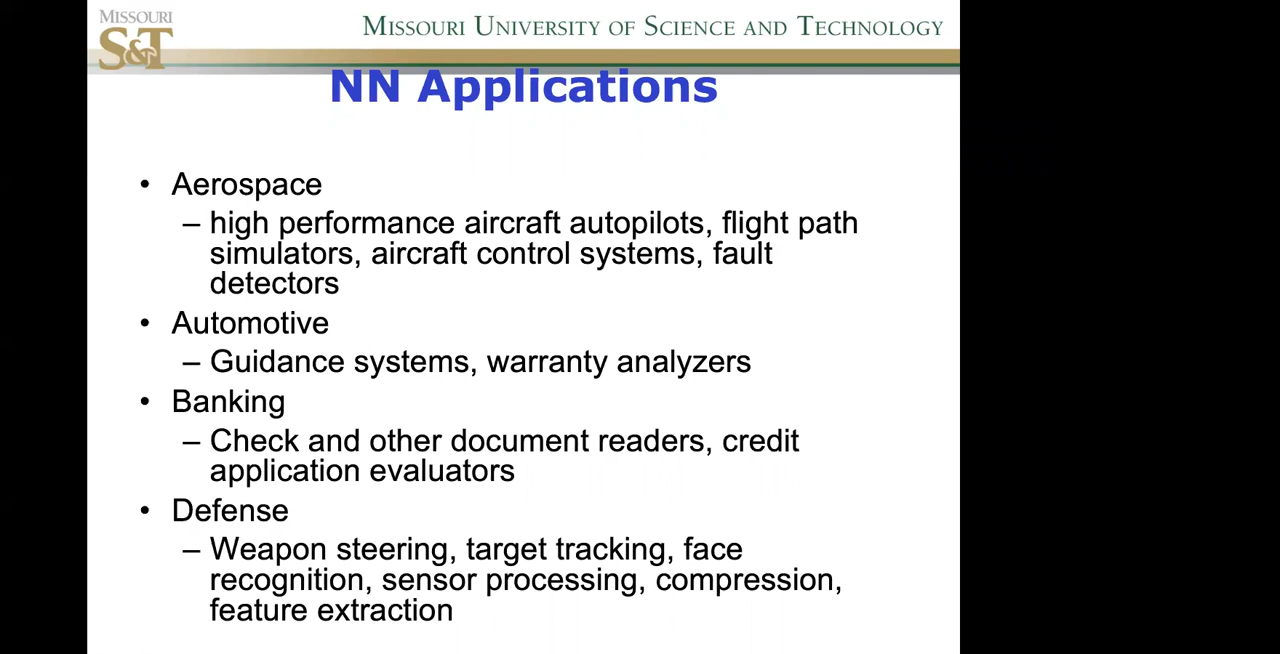 MISSOURI
S&T
MISSOURI UNIVERSITY OF SCIENCE AND TECHNOLOGY
NN Applications
• Aerospace
– high performance aircraft autopilots, flight path
simulators, aircraft control systems, fault
detectors
• Automotive
– Guidance systems, warranty analyzers
• Banking
– Check and other document readers, credit
application evaluators
• Defense
– Weapon steering, target tracking, face
recognition, sensor processing, compression,
feature extraction